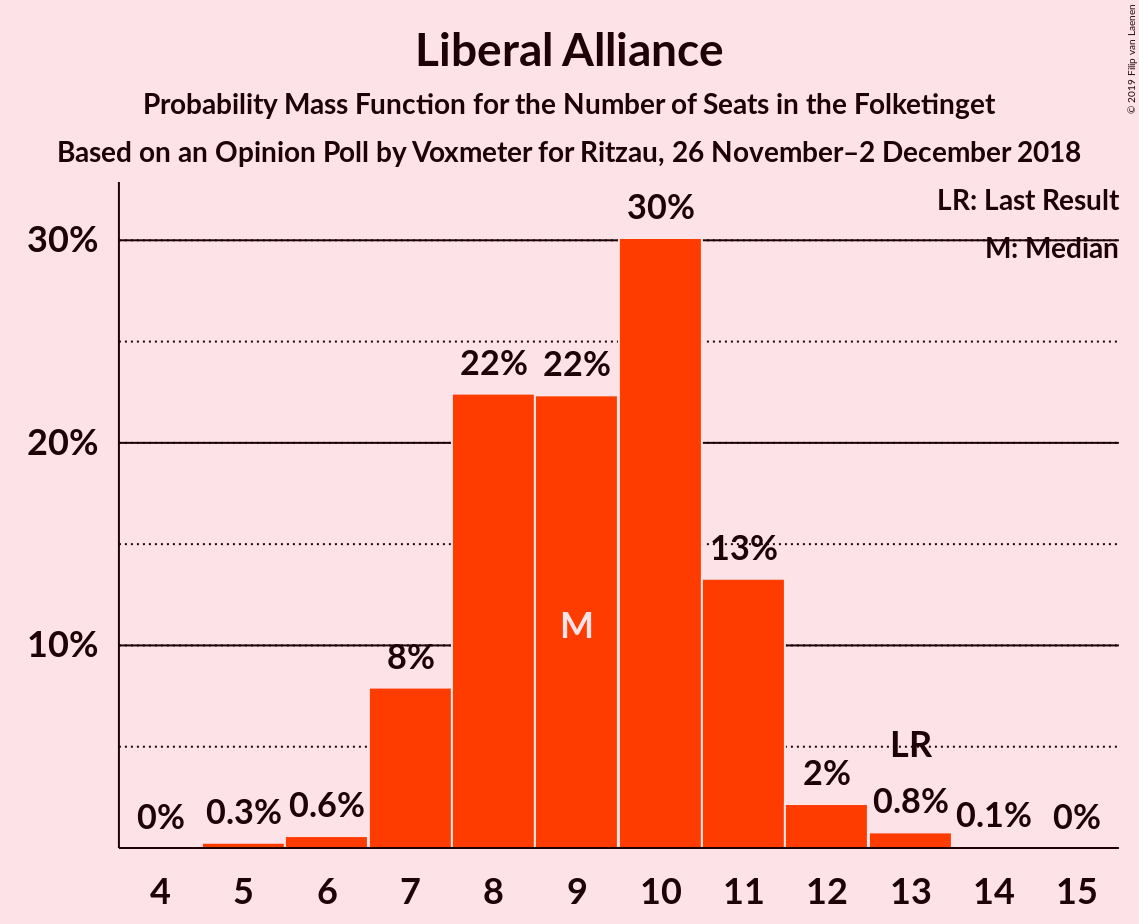 Liberal Alliance
Probability Mass Function for the Number of Seats in the Folketinget
Based on an Opinion Poll by Voxmeter for Ritzau, 26 November–2 December 2018
© 2019 Filip van Laenen
LR: Last Result
M: Median
30%
20%
10%
0%
0.3%
0.6%
8%
22%
22%
M
30%
13%
2%
LR
0.8%
0.1%
0%
4 5 6 7 8 9 10 11 12 13 14 15